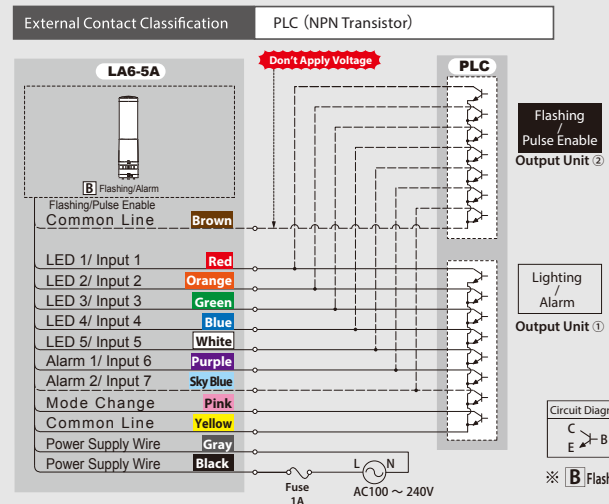 External Contact Classification
PLC (NPN Transistor)
LA6-5A
Don't Apply Voltage
PLC
B Flashing/Alarm
Flashing/Pulse Enable
Common Line Brown
LED 1/ Input 1 Red
LED 2/ Input 2 Orange
LED 3/ Input 3 Green
LED 4/ Input 4 Blue
LED 5/ Input 5 White
Alarm 1/ Input 6 Purple
Alarm 2/ Input 7 Sky Blue
Mode Change Pink
Common Line Yellow
Power Supply Wire Gray
Power Supply Wire Black
Fuse
1A
L N
AC100 ～ 240V
Flashing
/
Pulse Enable
Output Unit ②
Lighting
/
Alarm
Output Unit ①
Circuit Diagr
C
B
E
※ B Flash